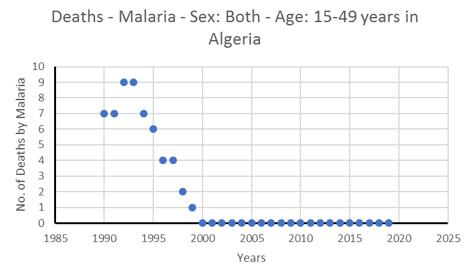 Deaths - Malaria - Sex: Both - Age: 15-49 years in
Algeria
No. of Deaths by Malaria
10
9
8
7
6
5
4
3
2
1
0
1985 1990 1995 2000 2005 2010 2015 2020 2025
Years